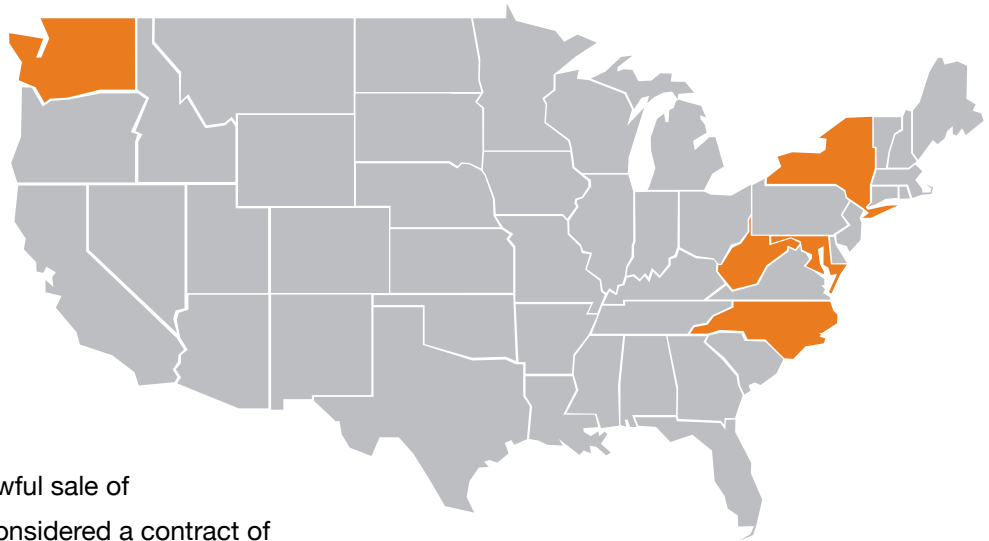 wful sale of
onsidered a contract of